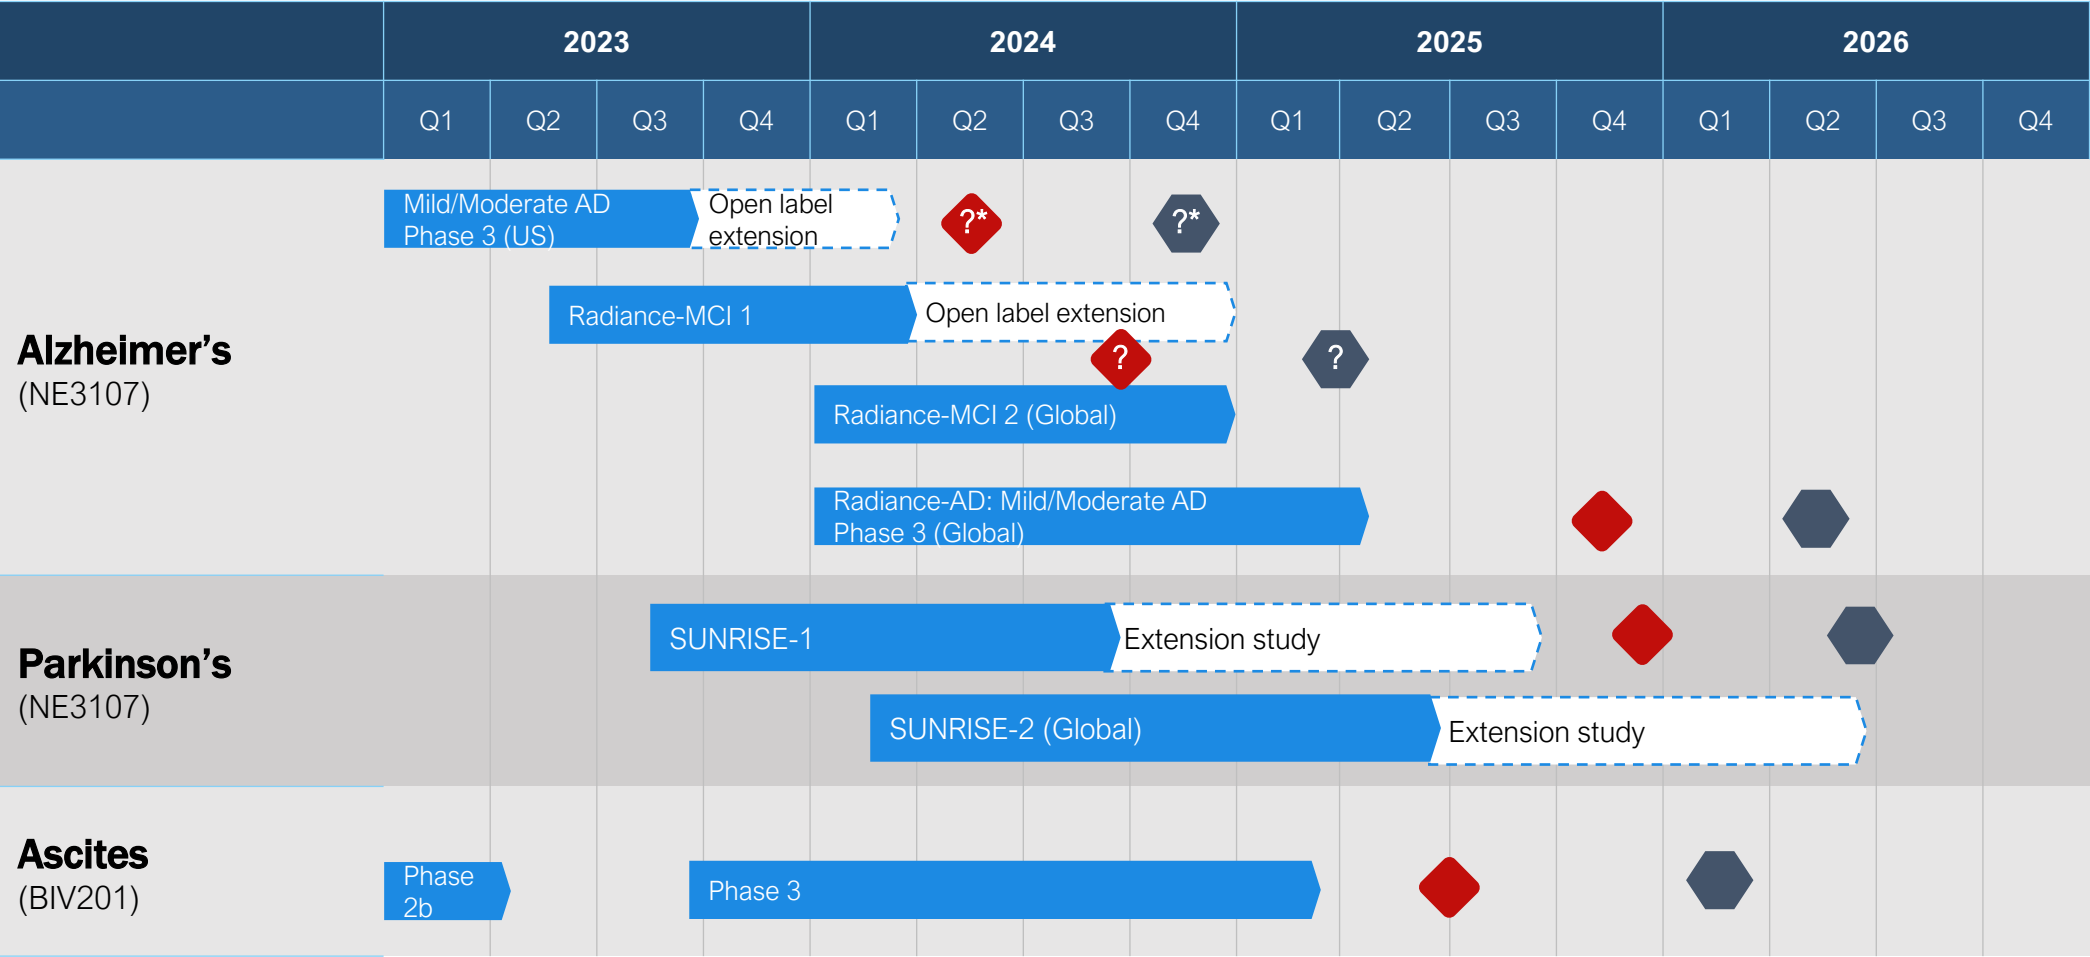 2023 2024 2025 2026
Q1 Q2 Q3 Q4 Q1 Q2 Q3 Q4 Q1 Q2 Q3 Q4 Q1 Q2 Q3 Q4
Alzheimer’s
(NE3107)
Mild/Moderate AD
Phase 3 (US)
Open label
extension
?*
?*
Radiance-MCI 1
Open label extension
?
?
Radiance-MCI 2 (Global)
Radiance-AD: Mild/Moderate AD
Phase 3 (Global)
Parkinson’s
(NE3107)
SUNRISE-1
Extension study
SUNRISE-2 (Global)
Extension study
Ascites
(BIV201)
Phase
2b
Phase 3